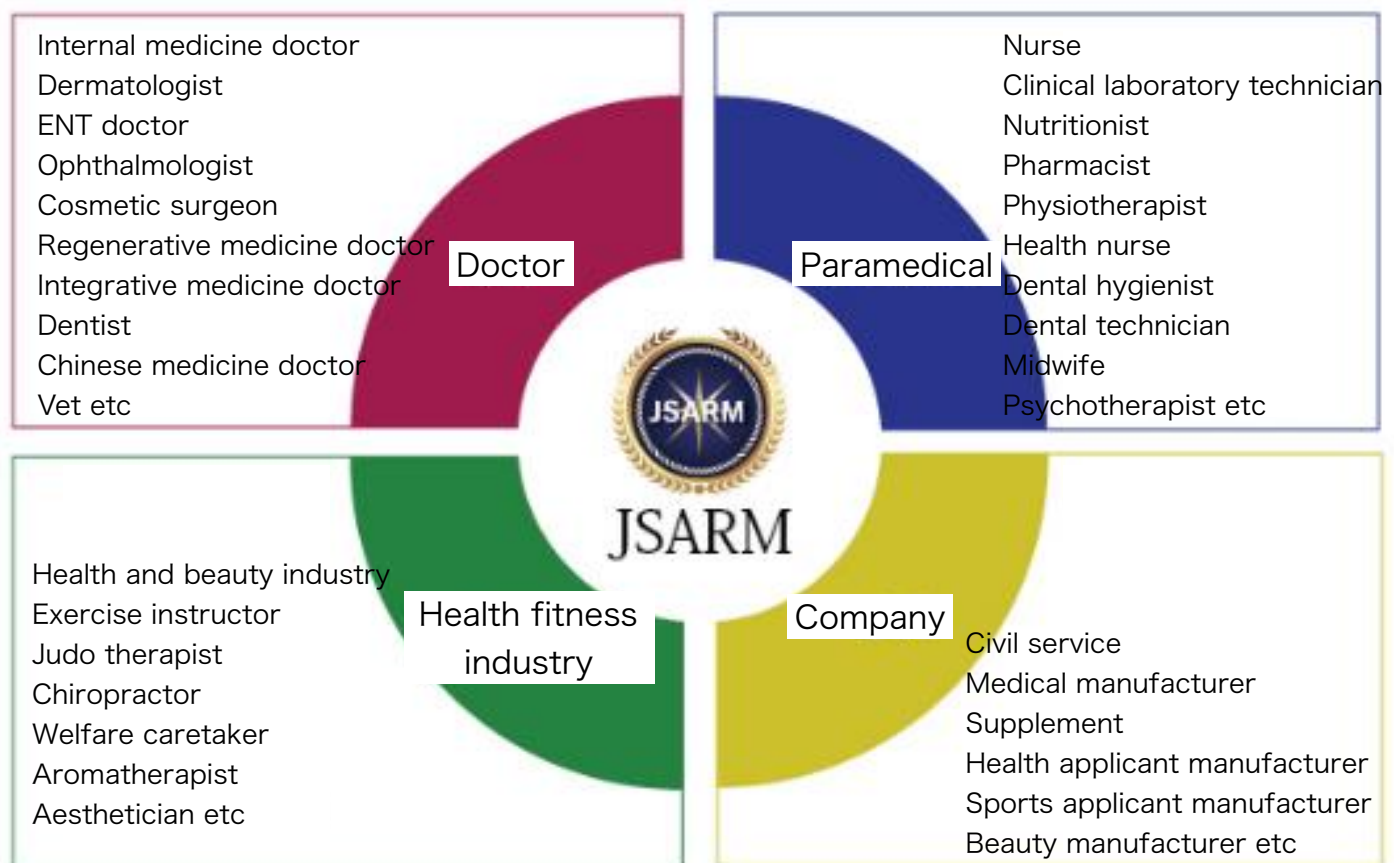 Internal medicine doctor
Dermatologist
ENT doctor
Ophthalmologist
Cosmetic surgeon
Regenerative medicine doctor
Integrative medicine doctor
Dentist
Chinese medicine doctor
Vet etc
Doctor
Nurse
Clinical laboratory technician
Nutritionist
Pharmacist
Physiotherapist
Health nurse
Dental hygienist
Dental technician
Midwife
Psychotherapist etc
Paramedical
JSARM
JSARM
Health and beauty industry
Exercise instructor
Judo therapist
Chiropractor
Welfare caretaker
Aromatherapist
Aesthetician etc
Health fitness
industry
Company
Civil service
Medical manufacturer
Supplement
Health applicant manufacturer
Sports applicant manufacturer
Beauty manufacturer etc